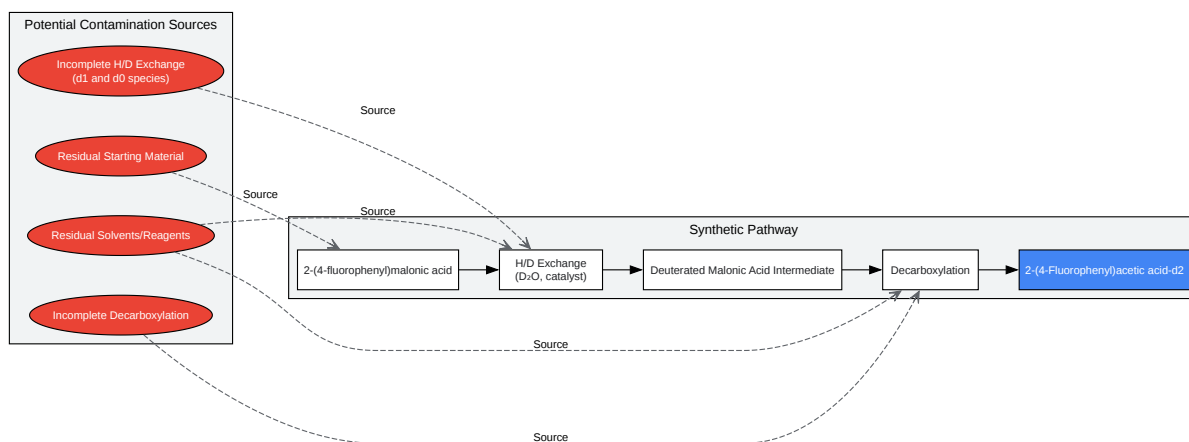 Potential Contamination Sources
Incomplete H/D Exchange
(d1 and d0 species)
Source
Residual Starting Material
Source
Residual Solvents/Reagents
Source
Synthetic Pathway
2-(4-fluorophenyl)malonic acid
H/D Exchange
(D₂O, catalyst)
Deuterated Malonic Acid Intermediate
Decarboxylation
2-(4-Fluorophenyl)acetic acid-d2
Incomplete Decarboxylation
Source
Source